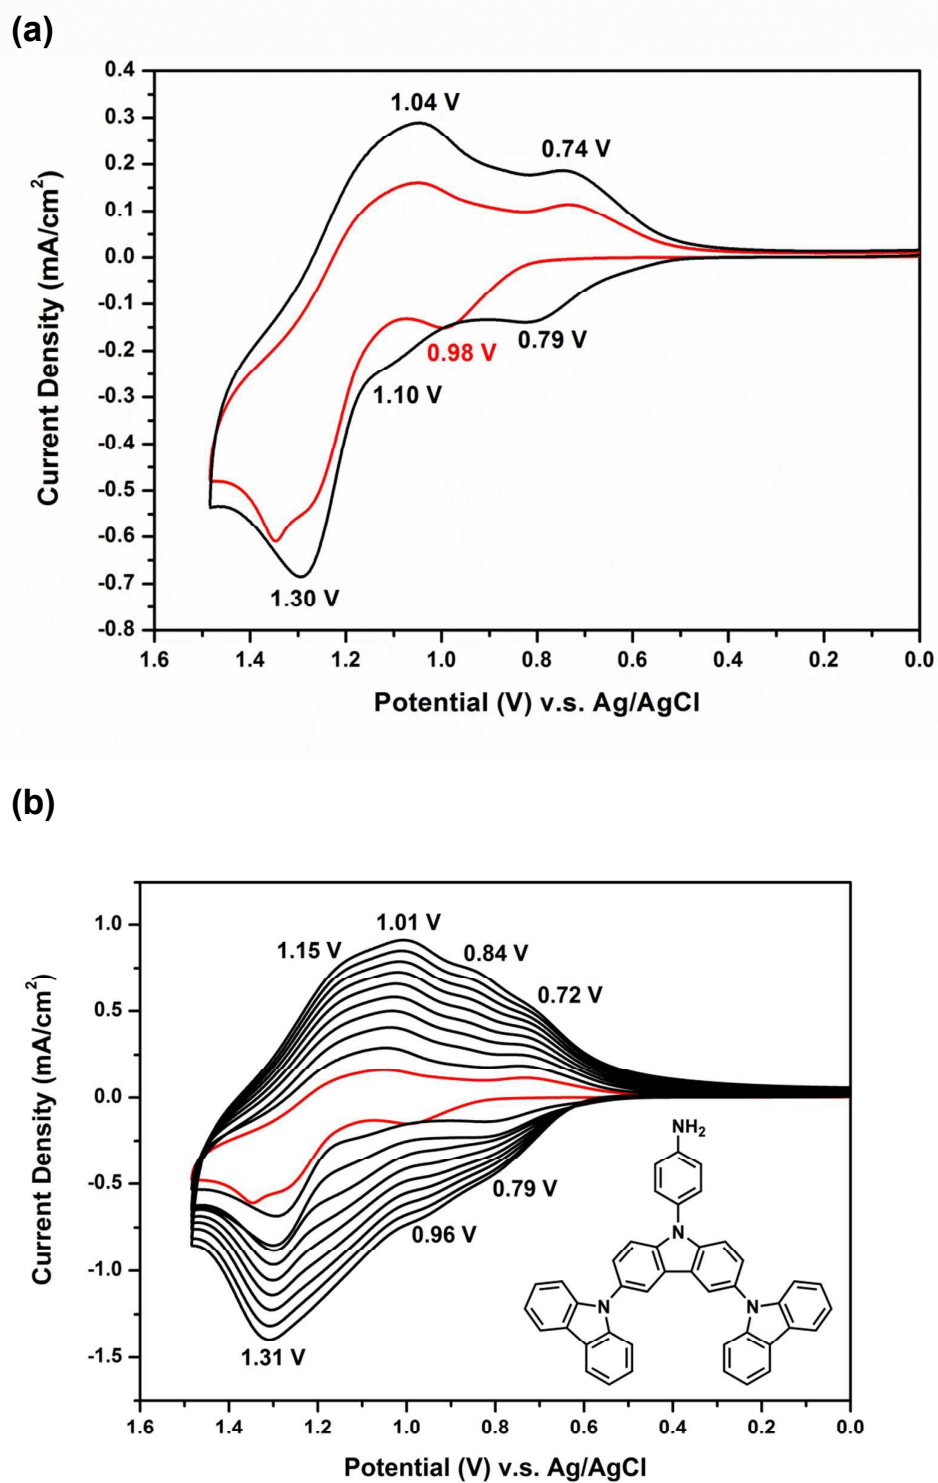 (a)
0.4
0.3
0.2
0.1
0.0
-0.1
-0.2
-0.3
-0.4
-0.5
-0.6
-0.7
-0.8
Current Density (mA/cm²)
1.04 V
0.74 V
0.98 V
0.79 V
1.10 V
1.30 V
1.6 1.4 1.2 1.0 0.8 0.6 0.4 0.2 0.0
Potential (V) v.s. Ag/AgCl
(b)
1.0
0.5
0.0
-0.5
-1.0
-1.5
Current Density (mA/cm²)
1.01 V
1.15 V
0.84 V
0.72 V
0.79 V
0.96 V
1.31 V
NH₂
N
N
N
1.6 1.4 1.2 1.0 0.8 0.6 0.4 0.2 0.0
Potential (V) v.s. Ag/AgCl